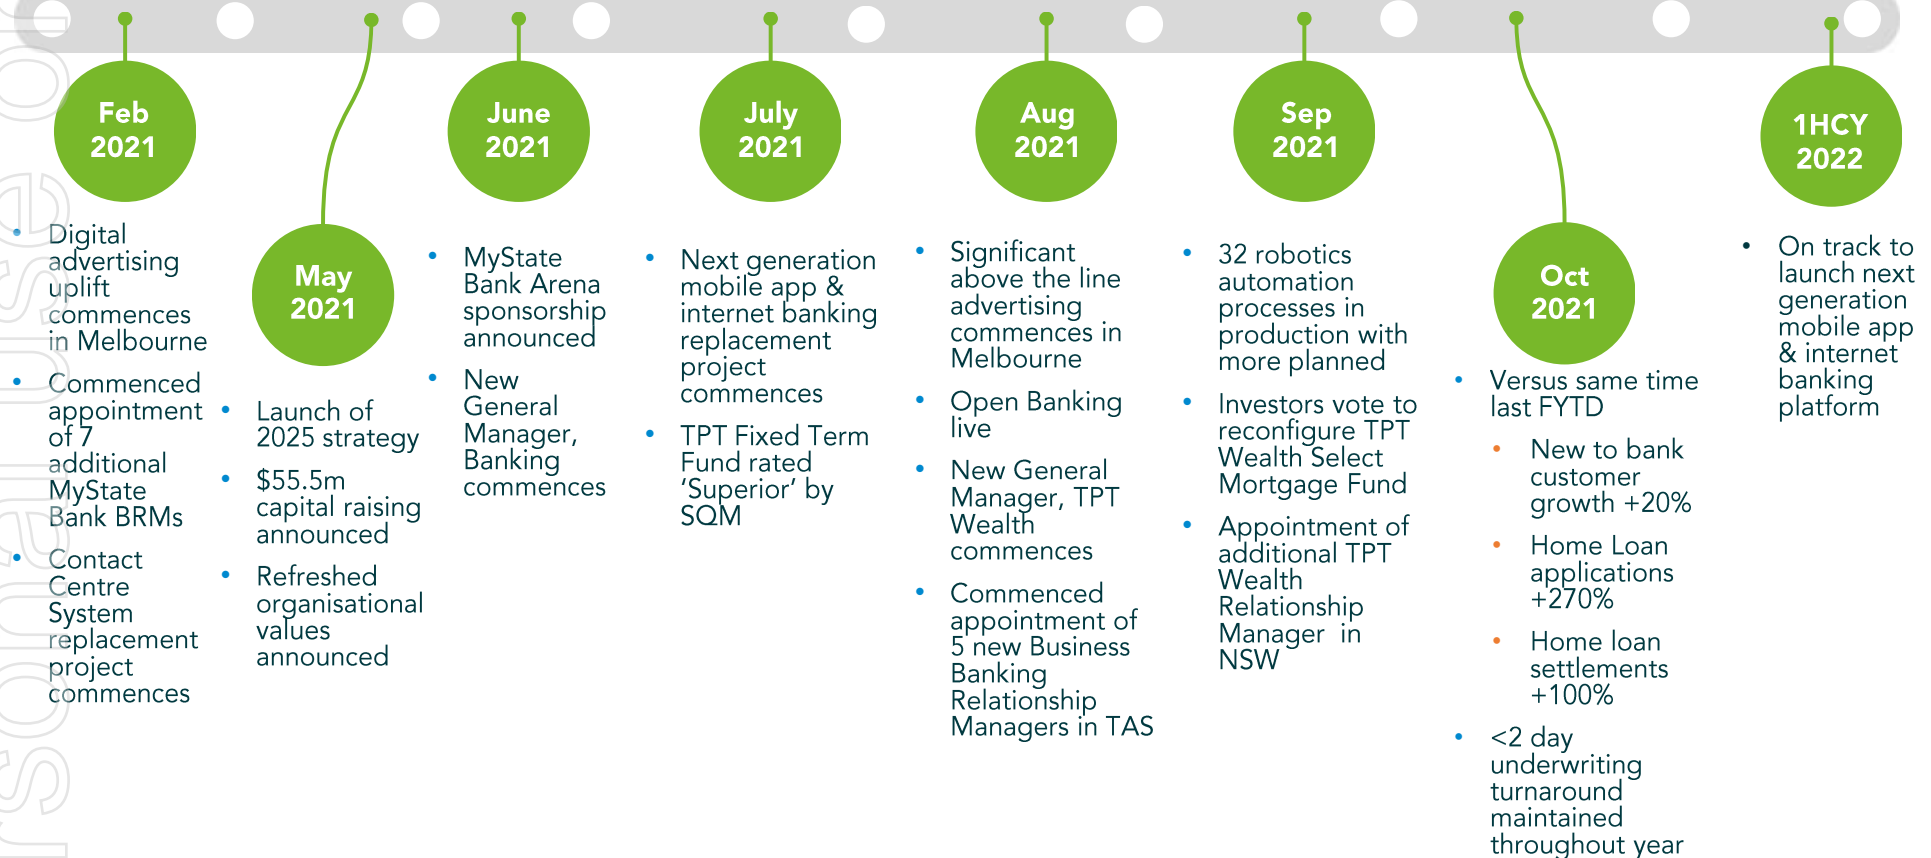 Feb
2021
• Digital
advertising
uplift
commences
in Melbourne
• Commenced
appointment
of 7
additional
MyState
Bank BRMs
• Contact
Centre
System
replacement
project
commences
May
2021
• Launch of
2025 strategy
• $55.5m
capital raising
announced
• Refreshed
organisational
values
announced
June
2021
• MyState
Bank Arena
sponsorship
announced
• New
General
Manager,
Banking
commences
July
2021
• Next generation
mobile app &
internet banking
replacement
project
commences
• TPT Fixed Term
Fund rated
‘Superior’ by
SQM
Aug
2021
• Significant
above the line
advertising
commences in
Melbourne
• Open Banking
live
• New General
Manager, TPT
Wealth
commences
• Commenced
appointment of
5 new Business
Banking
Relationship
Managers in TAS
Sep
2021
• 32 robotics
automation
processes in
production with
more planned
• Investors vote to
reconfigure TPT
Wealth Select
Mortgage Fund
• Appointment of
additional TPT
Wealth
Relationship
Manager in
NSW
Oct
2021
• Versus same time
last FYTD
• New to bank
customer
growth +20%
• Home Loan
applications
+270%
• Home loan
settlements
+100%
• <2 day
underwriting
turnaround
maintained
throughout year
1HCY
2022
• On track to
launch next
generation
mobile app
& internet
banking
platform
rsonal use on